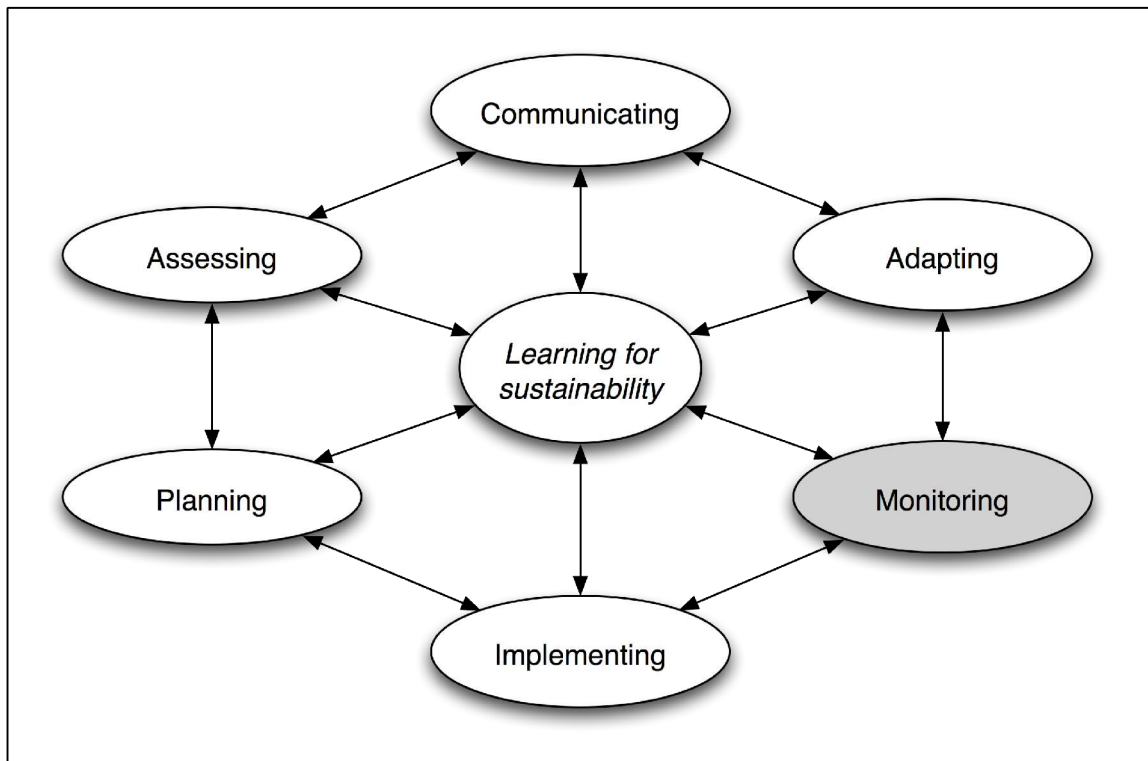 Communicating
Assessing
Adapting
Learning for
sustainability
Planning
Monitoring
Implementing